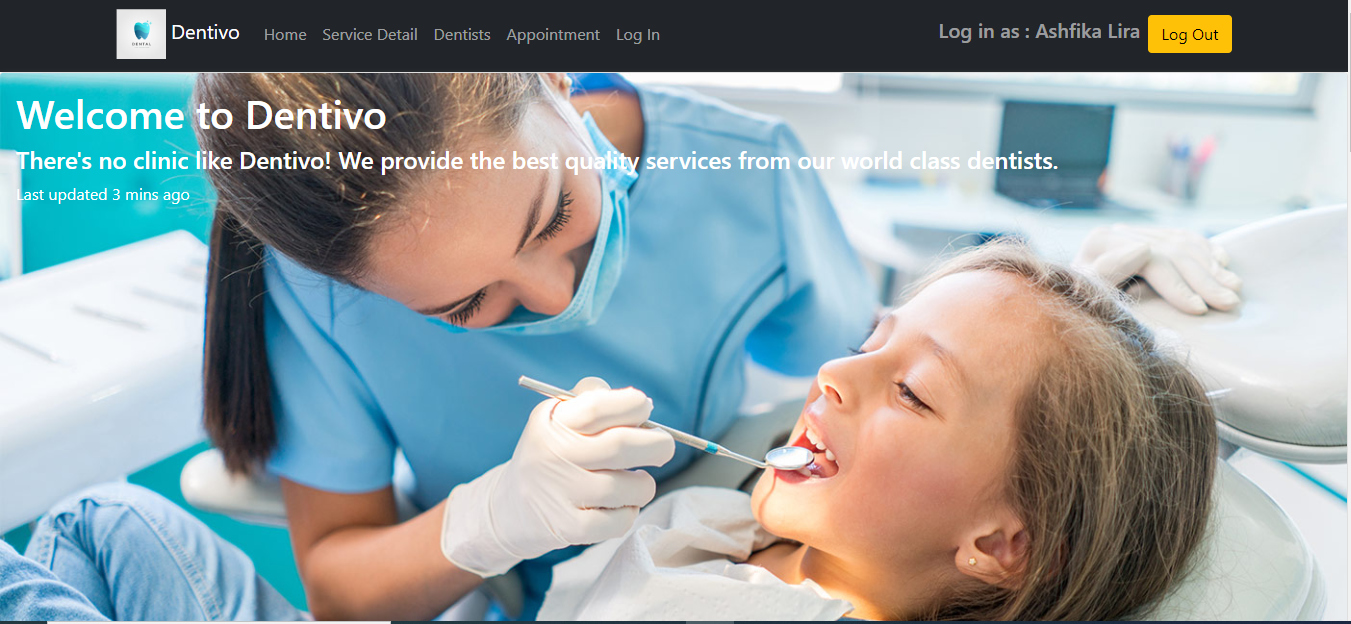 DENTAL
Dentivo Home Service Detail Dentists Appointment Log In Log in as : Ashfika Lira Log Out
Welcome to Dentivo
There's no clinic like Dentivo! We provide the best quality services from our world class dentists.
Last updated 3 mins ago